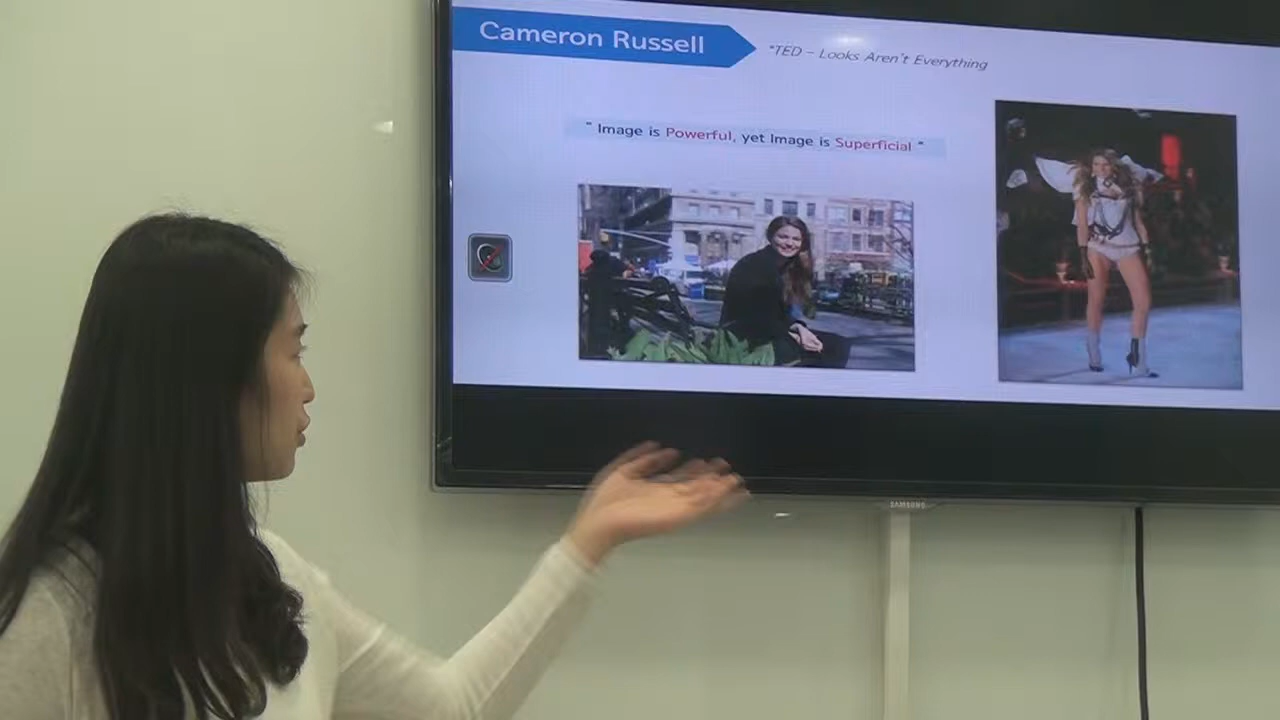 Cameron Russell
"TED – Looks Aren't Everything
" Image is Powerful, yet Image is Superficial "
SAMSUNG